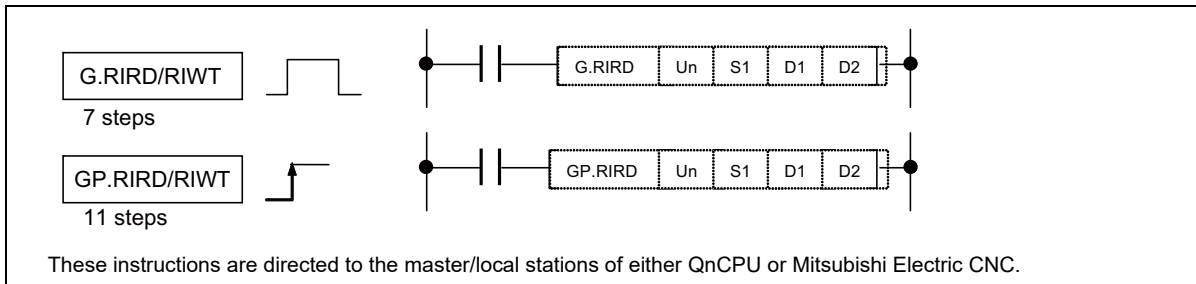 G.RIRD/RIWT
7 steps
G.RIRD Un S1 D1 D2
GP.RIRD/RIWT
11 steps
GP.RIRD Un S1 D1 D2
These instructions are directed to the master/local stations of either QnCPU or Mitsubishi Electric CNC.